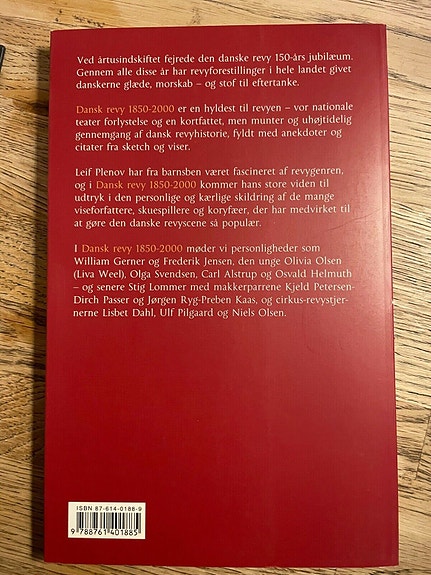 Ved årtusindskiftet fejrede den danske revy 150-års jubilæum.
Gennem alle disse år har revyforestillinger i hele landet givet
danskerne glæde, morskab – og stof til eftertanke.
Dansk revy 1850-2000 er en hyldest til revyen – vor nationale
teater forlystelse og en kortfattet, men munter og uhøjtidelig
gennemgang af dansk revyhistorie, fyldt med anekdoter og
citater fra sketch og viser.
Leif Plenov har fra barnsben været fascineret af revygenren,
og i Dansk revy 1850-2000 kommer hans store viden til
udtryk i den personlige og kærlige skildring af de mange
viseforfattere, skuespillere og koryfæer, der har medvirket til
at gøre den danske revyscene så populær.
I Dansk revy 1850-2000 møder vi personligheder som
William Gerner og Frederik Jensen, den unge Olivia Olsen
(Liva Weel), Olga Svendsen, Carl Alstrup og Osvald Helmuth
– og senere Stig Lommer med makkerparrene Kjeld Petersen-
Dirch Passer og Jørgen Ryg-Preben Kaas, og cirkus-revystjer-
nerne Lisbet Dahl, Ulf Pilgaard og Niels Olsen.
ISBN 87-614-0188-9
9 788761 401885